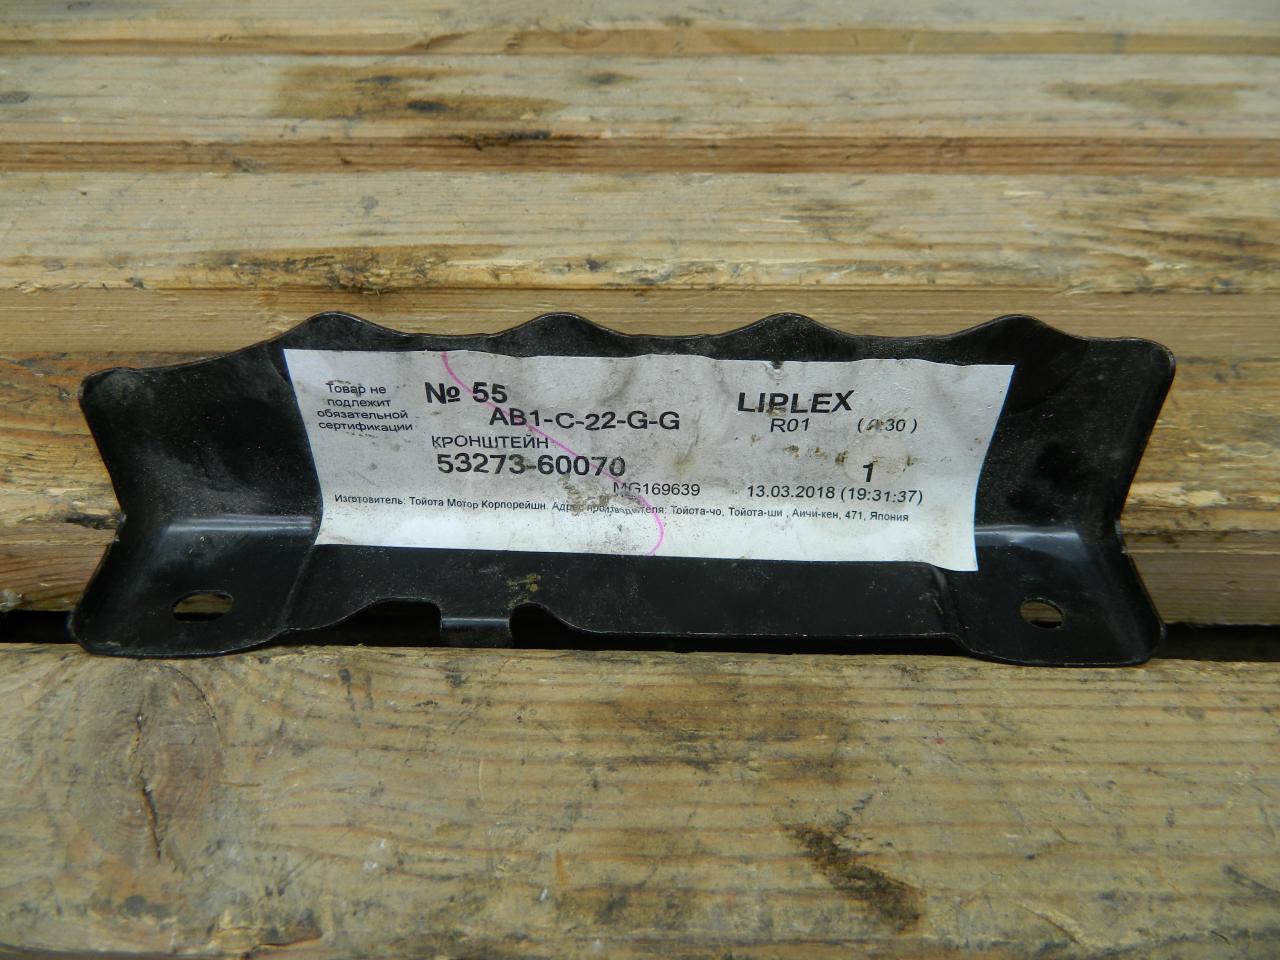 Товар не
подлежит
обязательной
сертификации
№ 55
LIPLEX
AB1-C-22-G-G
R01 (A30)
КРОНШТЕЙН
53273-60070
1
MG169639
13.03.2018 (19:31:37)
Изготовитель: Тойота Мотор Корпорейшн. Адрес производителя: Тойота-чо, Тойота-ши , Аичи-кен, 471, Япония